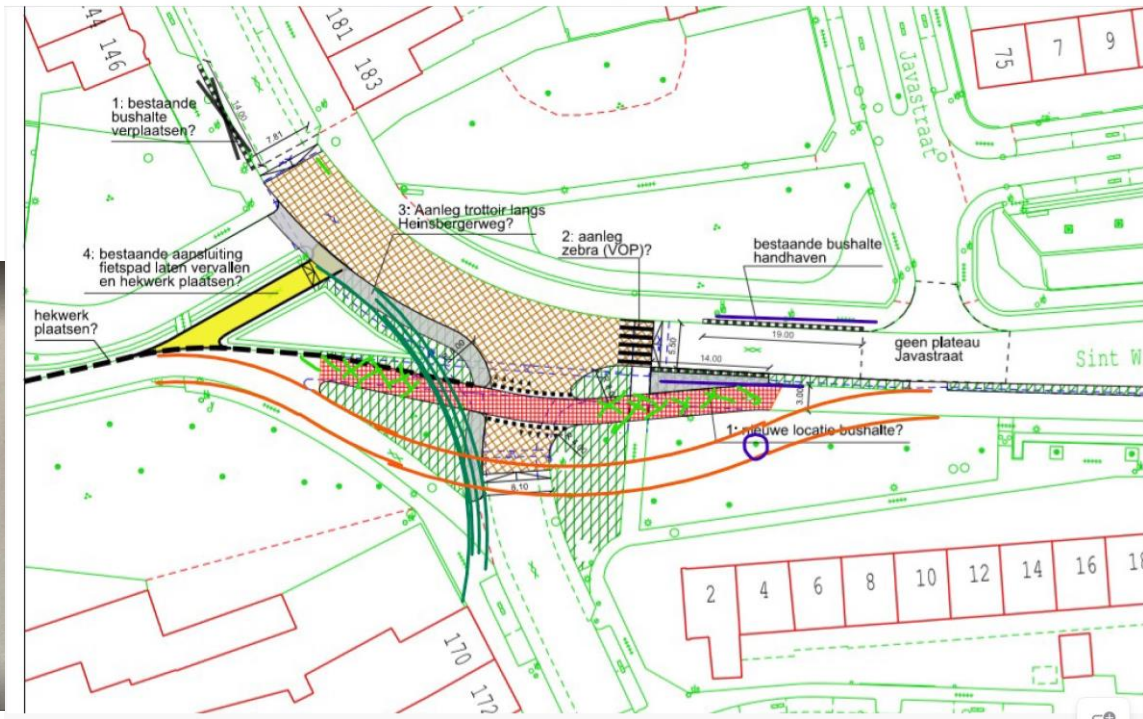 146
181
183
1: bestaande
bushalte
verplaatsen?
14.00
7.81
Javastraat
75
7
9
3: Aanleg trottoir langs
Heinsbergerweg?
2: aanleg
zebra (VOP)?
bestaande bushalte
handhaven
4: bestaande aansluiting
fietspad laten vervallen
en hekwerk plaatsen?
hekwerk
plaatsen?
19.00
5.50
14.00
geen plateau
Javastraat
Sint W
3.00
1: nieuwe locatie bushalte?
6.10
2
4
6
8
10
12
14
16
18
170
172